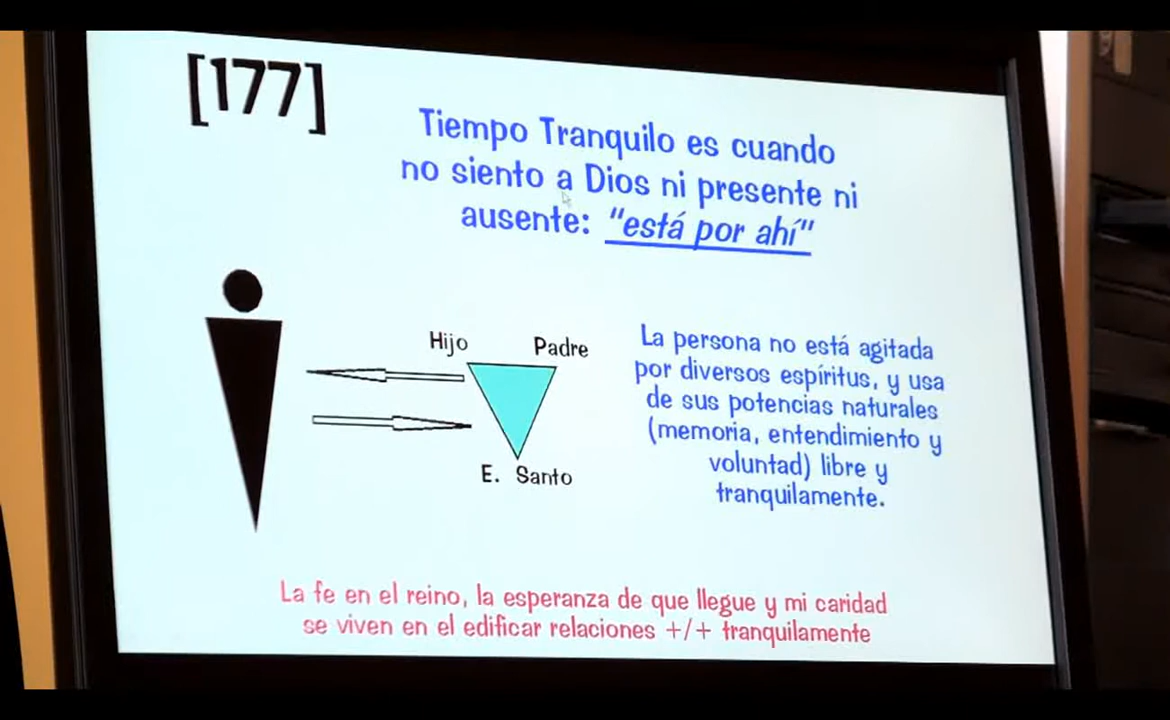 [177]
Tiempo Tranquilo es cuando
no siento a Dios ni presente ni
ausente: "está por ahí"
Hijo
Padre
E. Santo
La persona no está agitada
por diversos espíritus, y usa
de sus potencias naturales
(memoria, entendimiento y
voluntad) libre y
tranquilamente.
La fe en el reino, la esperanza de que llegue y mi caridad
se viven en el edificar relaciones +/+ tranquilamente